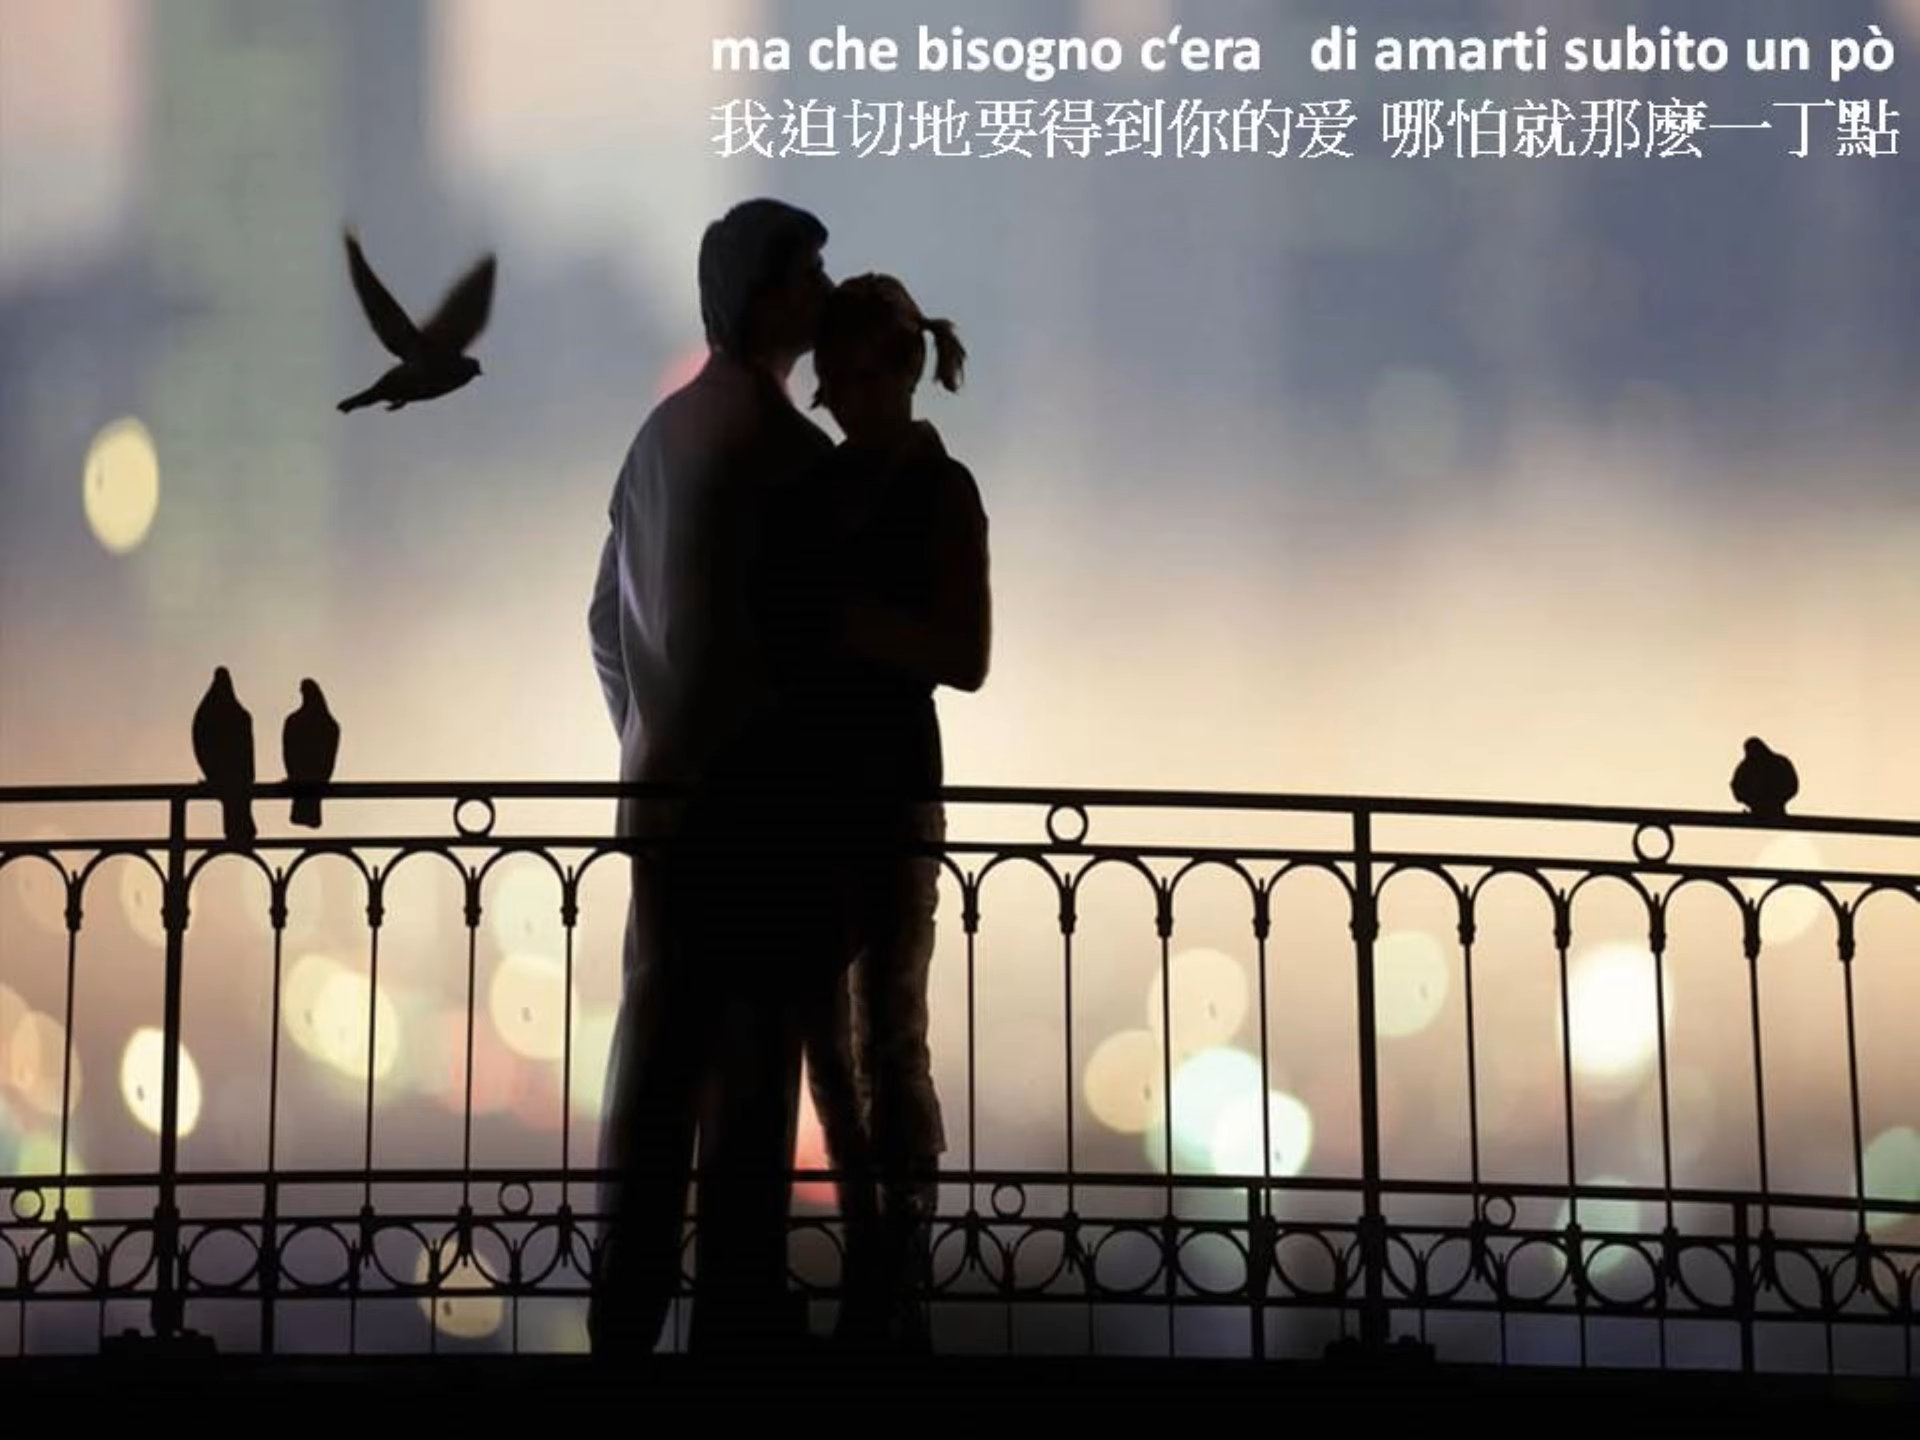 ma che bisogno c‘era   di amarti subito un pò
我迫切地要得到你的爱 哪怕就那麼一丁點